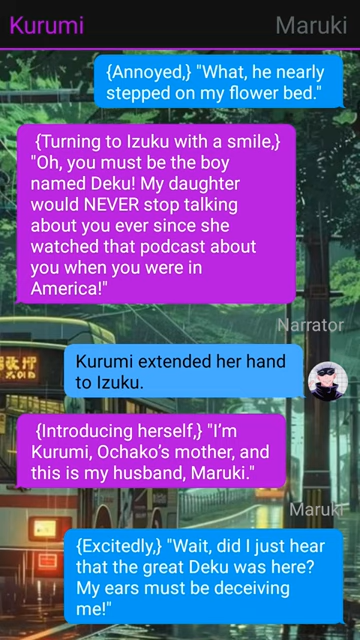 Kurumi
Maruki
{Annoyed,} "What, he nearly
stepped on my flower bed."
{Turning to Izuku with a smile,}
"Oh, you must be the boy
named Deku! My daughter
would NEVER stop talking
about you ever since she
watched that podcast about
you when you were in
America!"
Narrator
Kurumi extended her hand
to Izuku.
{Introducing herself,} "I’m
Kurumi, Ochako’s mother, and
this is my husband, Maruki."
Maruki
{Excitedly,} "Wait, did I just hear
that the great Deku was here?
My ears must be deceiving
me!"